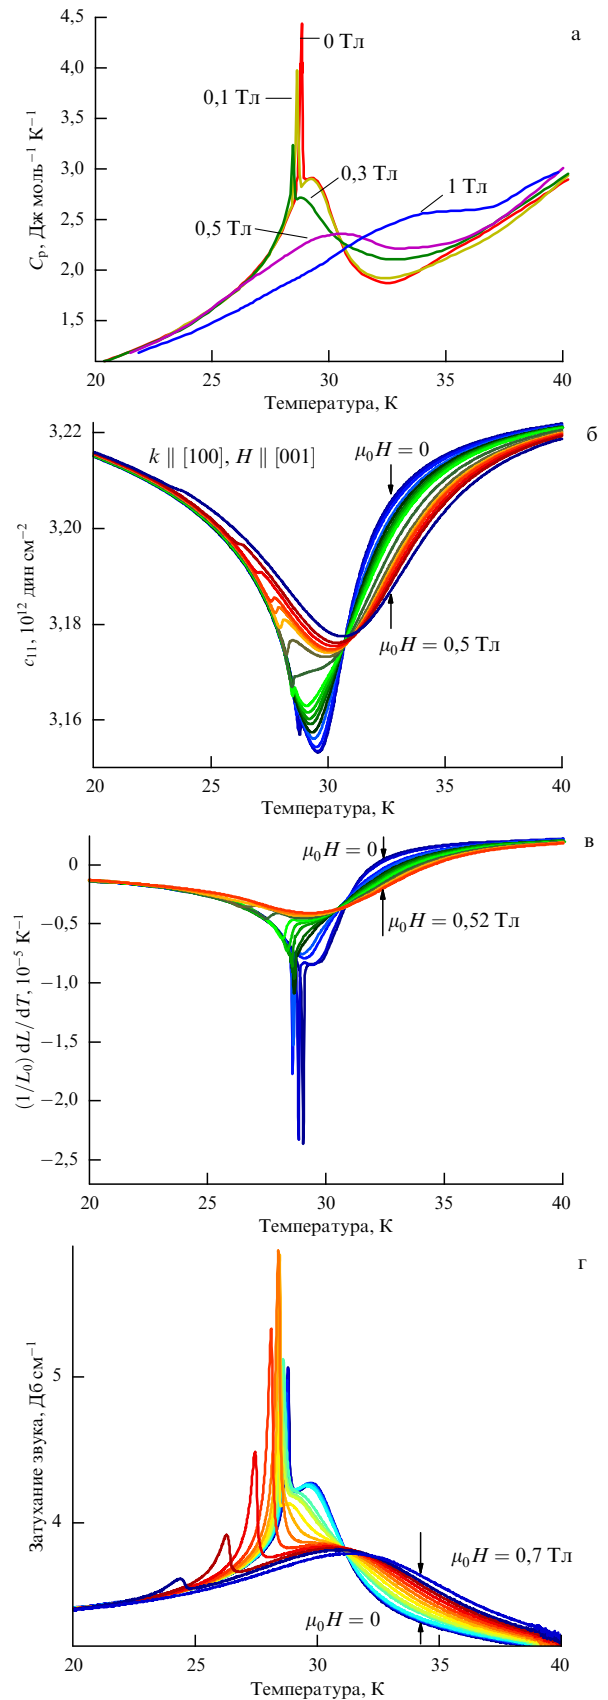 а
4,5
4,0
3,5
3,0
2,5
2,0
1,5
C_p, Дж моль⁻¹ К⁻¹
0 Тл
0,1 Тл
0,3 Тл
1 Тл
0,5 Тл
20 25 30 35 40
Температура, К
б
3,22
3,20
3,18
3,16
c₁₁, 10¹² дин см⁻²
k ∥ [100], H ∥ [001]
μ₀H = 0
μ₀H = 0,5 Тл
20 25 30 35 40
Температура, К
в
0
−0,5
−1,0
−1,5
−2,0
−2,5
(1/L₀) dL/dT, 10⁻⁵ К⁻¹
μ₀H = 0
μ₀H = 0,52 Тл
20 25 30 35 40
Температура, К
г
5
4
Затухание звука, Дб см⁻¹
μ₀H = 0,7 Тл
μ₀H = 0
20 25 30 35 40
Температура, К